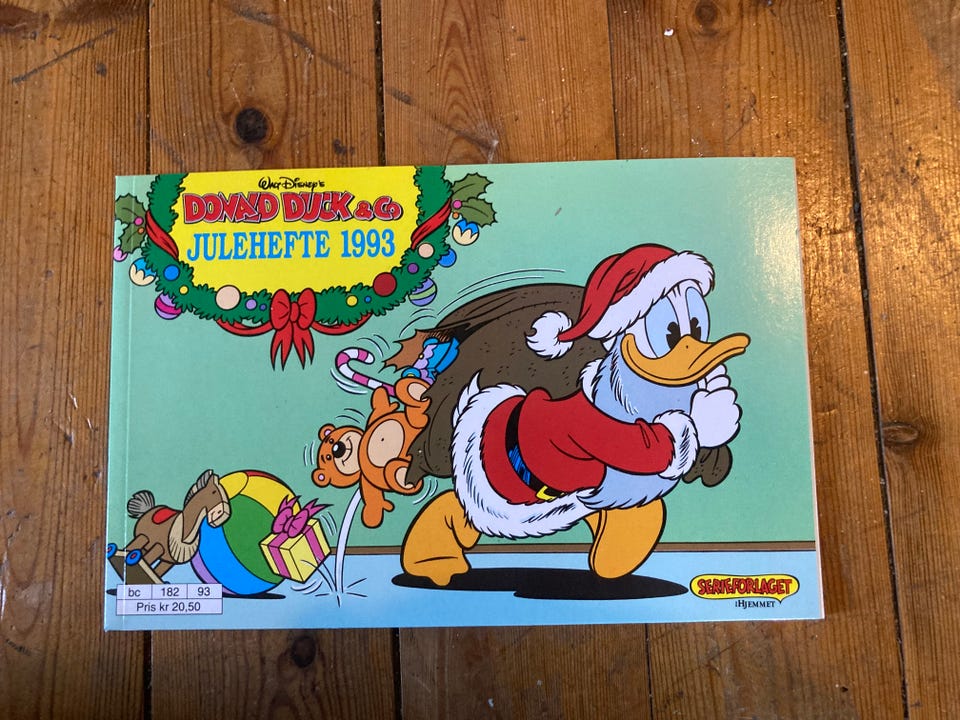 Walt Disney's
DONALD DUCK & Co
JULEHEFTE 1993
bc 182 93
Pris kr 20,50
SERIEFORLAGET
i HJEMMET